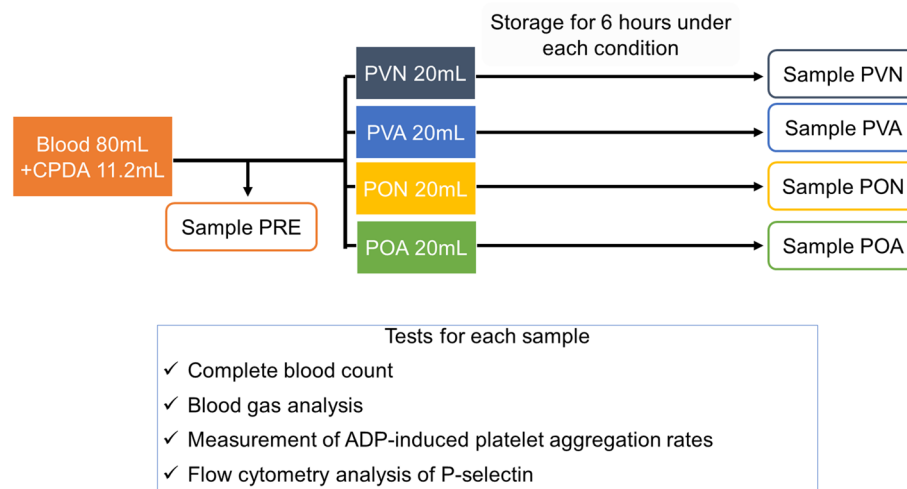 Storage for 6 hours under
each condition
PVN 20mL
Sample PVN
PVA 20mL
Sample PVA
Blood 80mL
+CPDA 11.2mL
PON 20mL
Sample PON
Sample PRE
POA 20mL
Sample POA
Tests for each sample
✓ Complete blood count
✓ Blood gas analysis
✓ Measurement of ADP-induced platelet aggregation rates
✓ Flow cytometry analysis of P-selectin